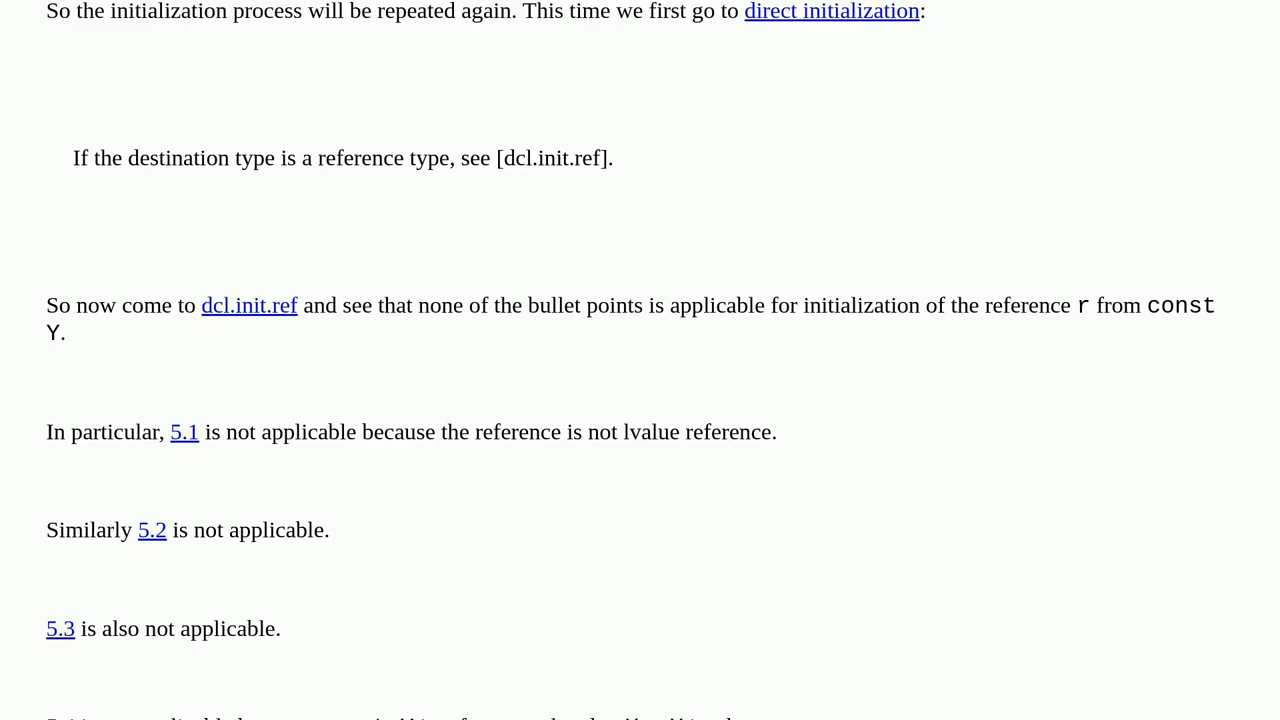 So the initialization process will be repeated again. This time we first go to direct initialization:
If the destination type is a reference type, see [dcl.init.ref].
So now come to dcl.init.ref and see that none of the bullet points is applicable for initialization of the reference r from const
Y.
In particular, 5.1 is not applicable because the reference is not lvalue reference.
Similarly 5.2 is not applicable.
5.3 is also not applicable.